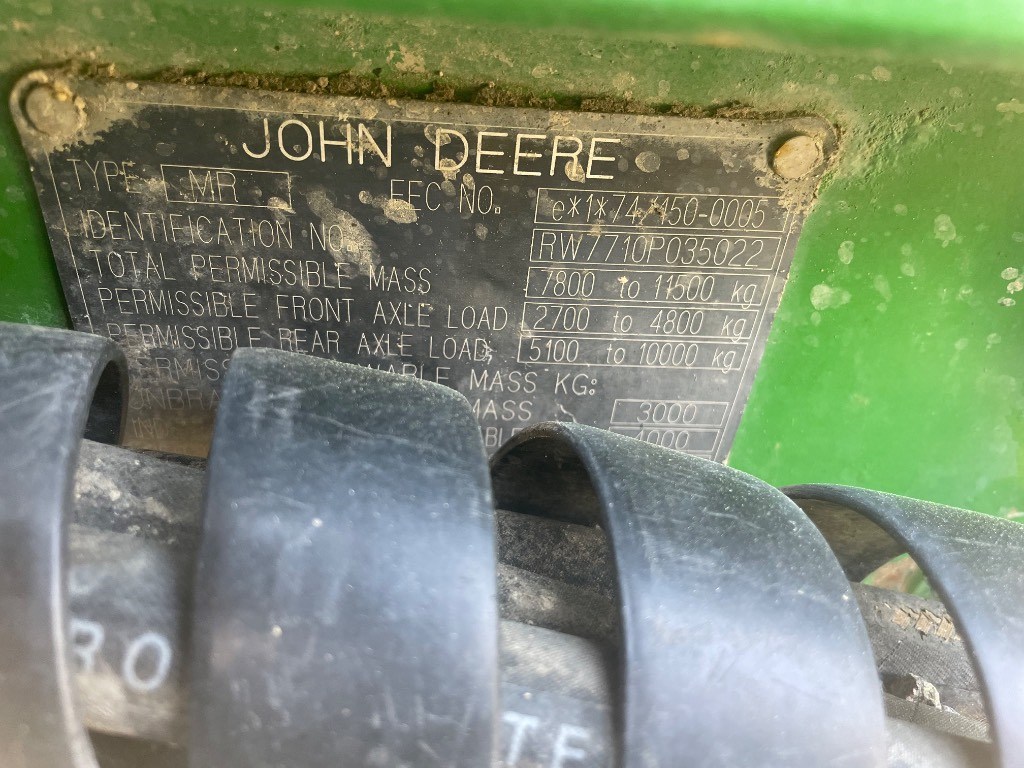 JOHN DEERE
TYPE MR EEC NO. e*1*74/150-0005
IDENTIFICATION NO. RW7710P035022
TOTAL PERMISSIBLE MASS 7800 to 11500 kg
PERMISSIBLE FRONT AXLE LOAD 2700 to 4800 kg
PERMISSIBLE REAR AXLE LOAD: 5100 to 10000 kg
MASS KG:
MASS 3000
4000
RO
TE